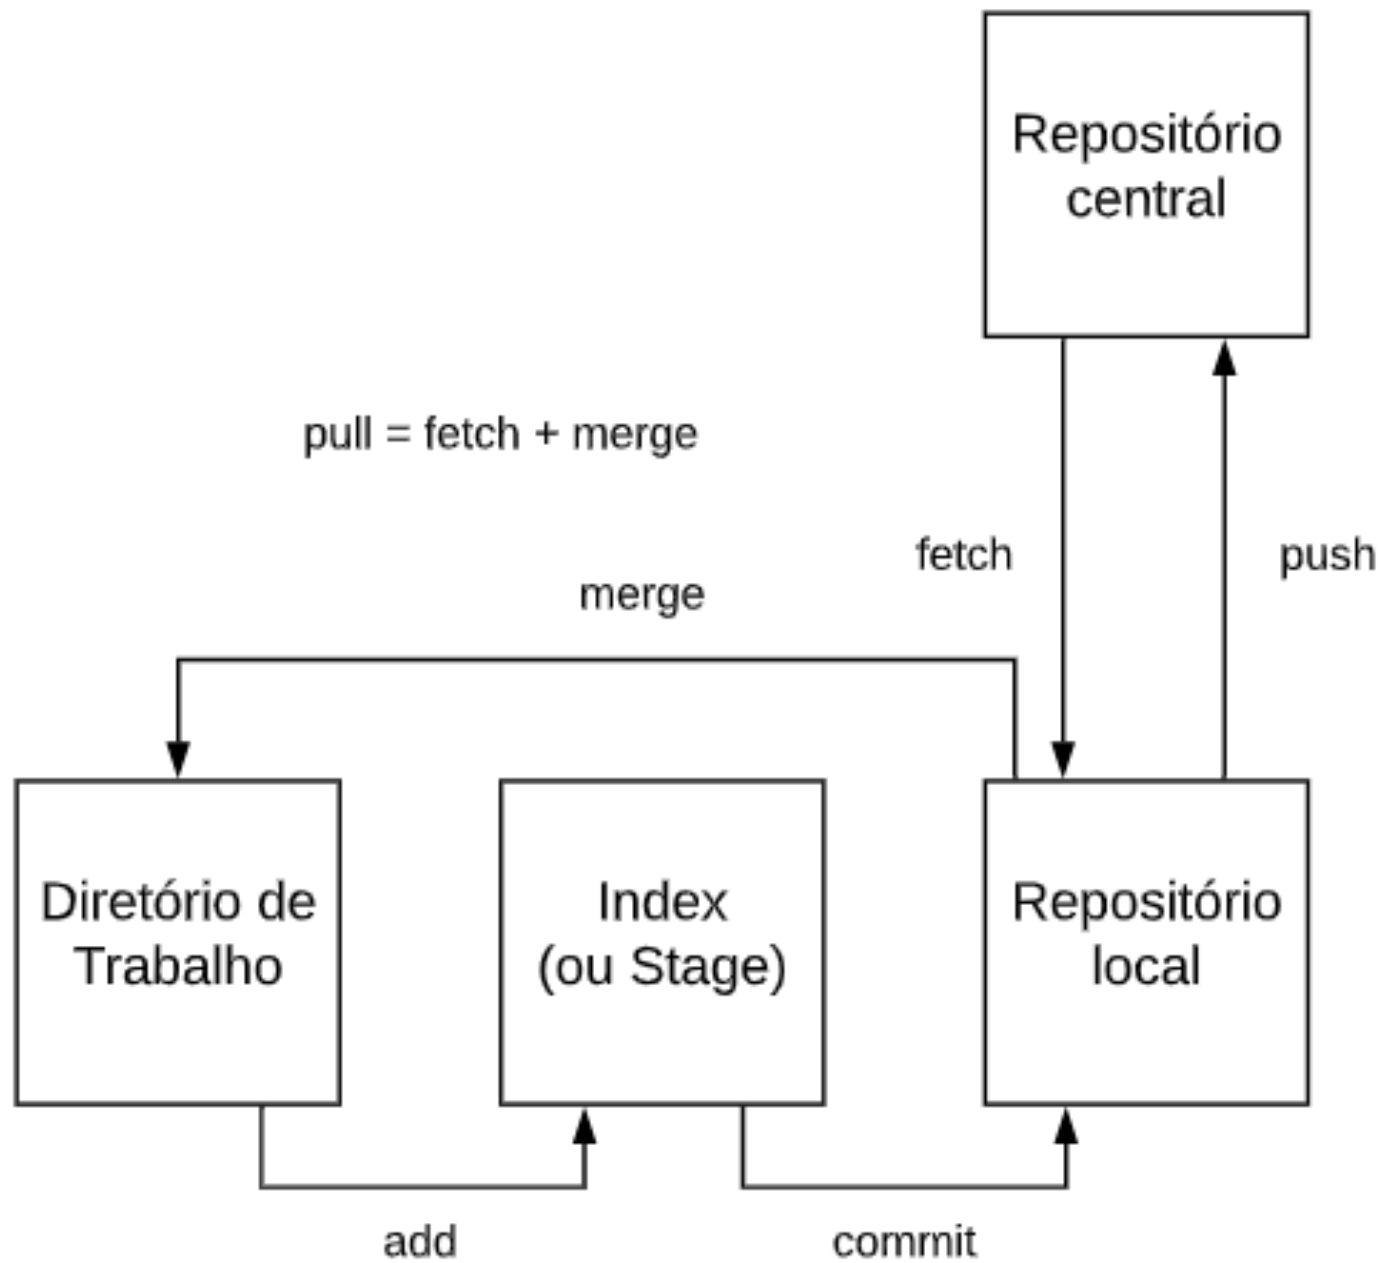 Repositório
central
pull = fetch + merge
fetch
push
merge
Diretório de
Trabalho
Index
(ou Stage)
Repositório
local
add
commit